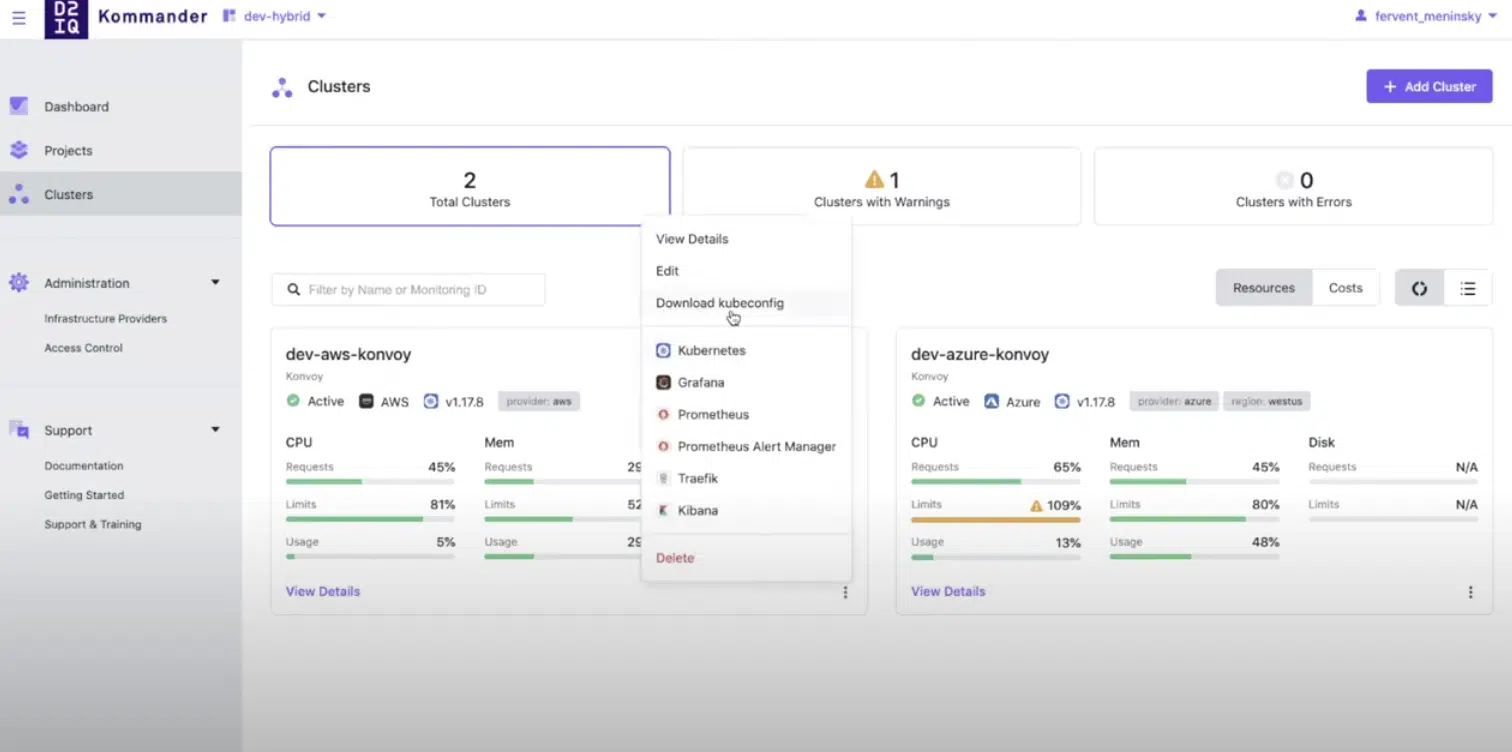 D2
IQ
Kommander
dev-hybrid
fervent_meninsky
Dashboard
Projects
Clusters
Administration
Infrastructure Providers
Access Control
Support
Documentation
Getting Started
Support & Training
Clusters
+ Add Cluster
2
Total Clusters
1
Clusters with Warnings
0
Clusters with Errors
Filter by Name or Monitoring ID
Resources
Costs
dev-aws-konvoy
Konvoy
Active AWS v1.17.8 provider: aws
CPU
Requests 45%
Limits 81%
Usage 5%
Mem
Requests
Limits
Usage
View Details
View Details
Edit
Download kubeconfig
Kubernetes
Grafana
Prometheus
Prometheus Alert Manager
Traefik
Kibana
Delete
dev-azure-konvoy
Konvoy
Active Azure v1.17.8 provider: azure region: westus
CPU
Requests 65%
Limits 109%
Usage 13%
Mem
Requests 45%
Limits 80%
Usage 48%
Disk
Requests N/A
Limits N/A
View Details